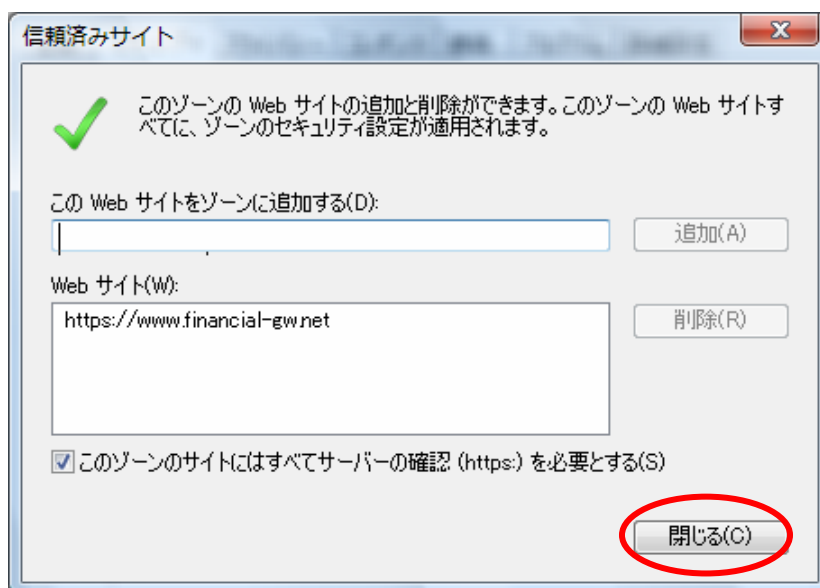 信頼済みサイト
このゾーンの Web サイトの追加と削除ができます。このゾーンの Web サイトす
べてに、ゾーンのセキュリティ設定が適用されます。
この Web サイトをゾーンに追加する(D):
追加(A)
Web サイト(W):
https://www.financial-gw.net
削除(R)
このゾーンのサイトにはすべてサーバーの確認 (https:) を必要とする(S)
閉じる(C)